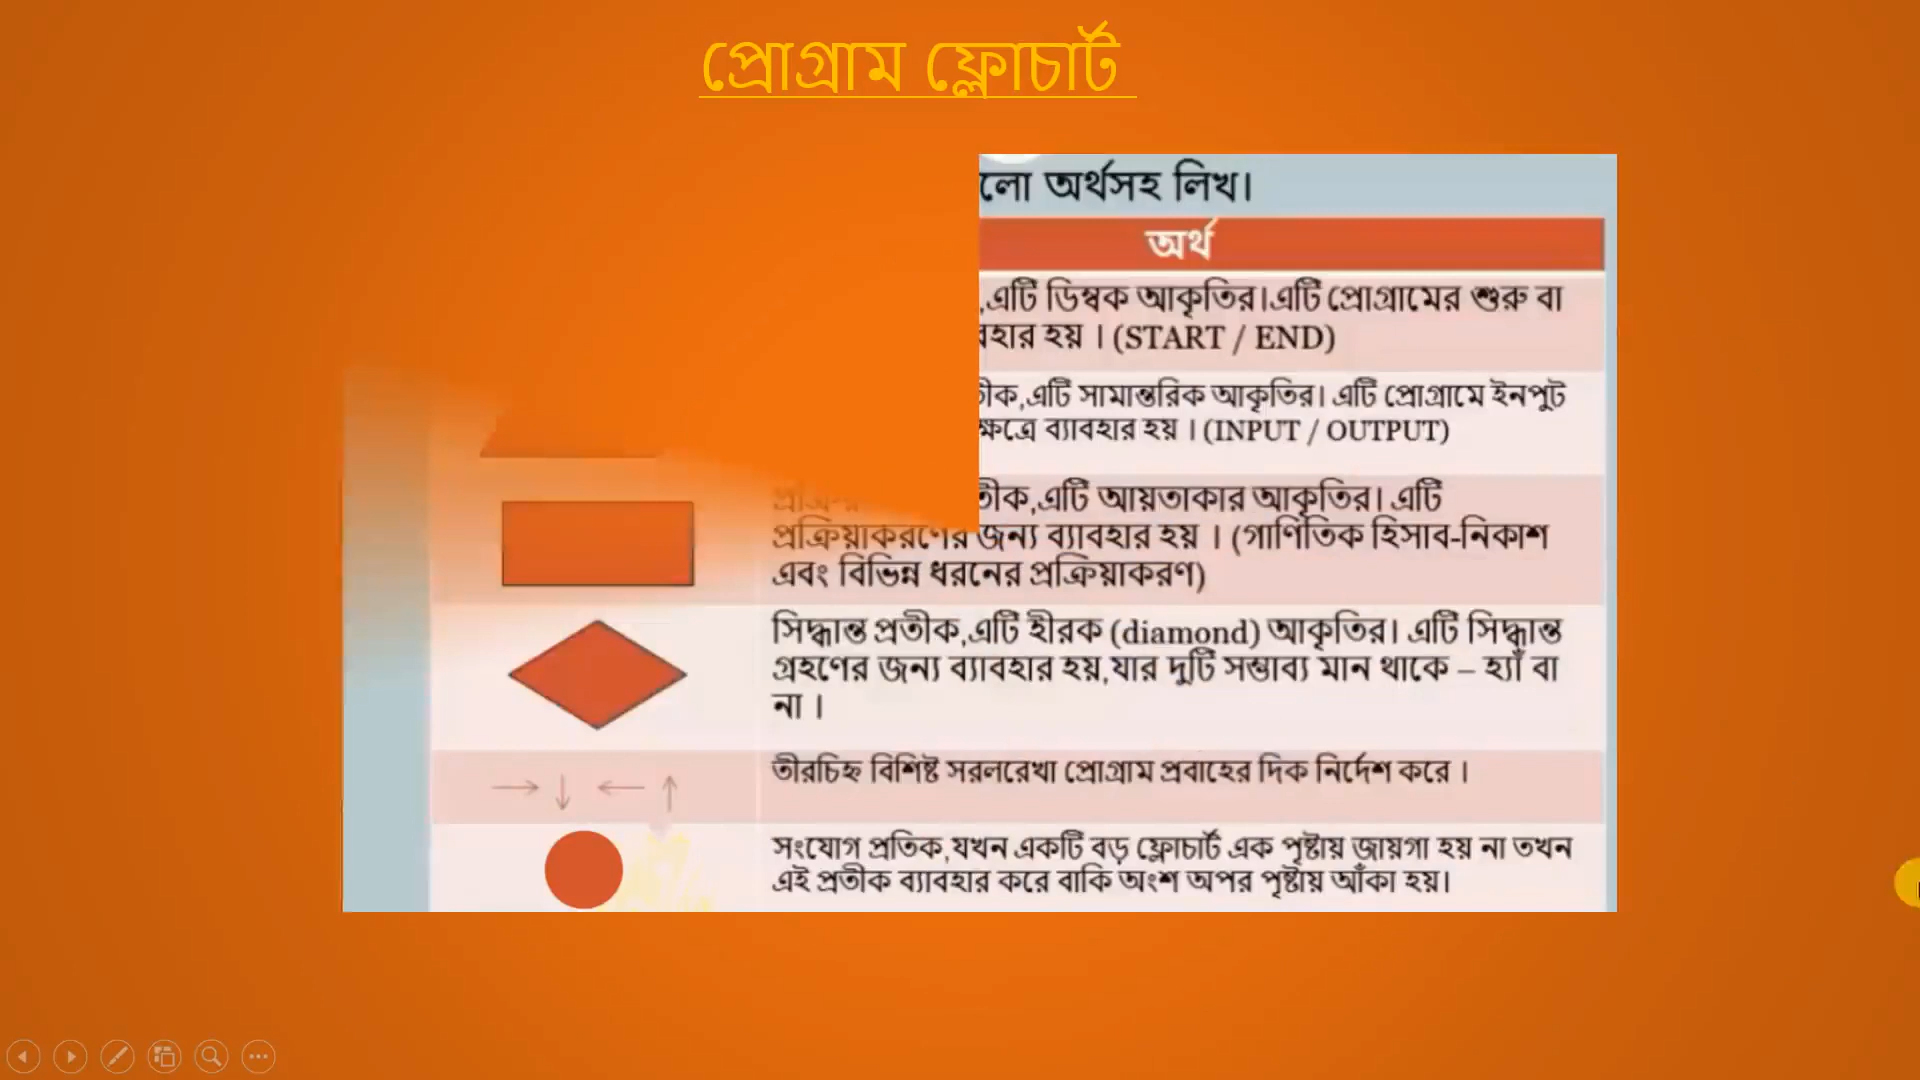 প্রোগ্রাম ফ্লোচার্ট
অর্থসহ লিখ।
অর্থ
,এটি ডিম্বক আকৃতির।এটি প্রোগ্রামের শুরু বা
হয় । (START / END)
,এটি সামান্তরিক আকৃতির। এটি প্রোগ্রামে ইনপুট
ব্যাবহার হয় । (INPUT / OUTPUT)
,এটি আয়তাকার আকৃতির। এটি
প্রক্রিয়াকরণের জন্য ব্যাবহার হয় । (গাণিতিক হিসাব-নিকাশ
এবং বিভিন্ন ধরনের প্রক্রিয়াকরণ)
সিদ্ধান্ত প্রতীক,এটি হীরক (diamond) আকৃতির। এটি সিদ্ধান্ত
গ্রহণের জন্য ব্যাবহার হয়,যার দুটি সম্ভাব্য মান থাকে – হ্যাঁ বা
না ।
তীরচিহ্ন বিশিষ্ট সরলরেখা প্রোগ্রাম প্রবাহের দিক নির্দেশ করে ।
সংযোগ প্রতিক,যখন একটি বড় ফ্লোচার্ট এক পৃষ্টায় জায়গা হয় না তখন
এই প্রতীক ব্যাবহার করে বাকি অংশ অপর পৃষ্টায় আঁকা হয়।